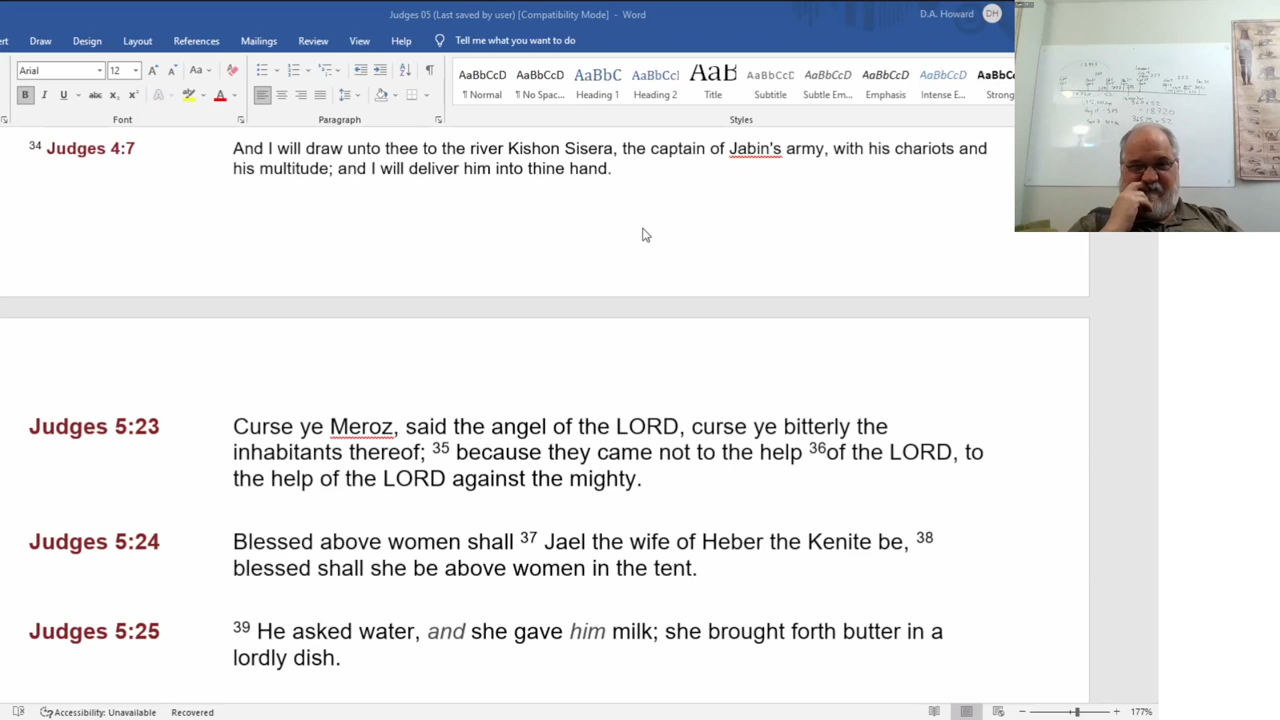 Judges 05 (Last saved by user) [Compatibility Mode] - Word
D.A. Howard DH
ert Draw Design Layout References Mailings Review View Help Tell me what you want to do
Arial 12 Aa
AaBbCcD AaBbCcD AaBbC AaBbCcI AaB AaBbCcD AaBbCcD AaBbCcD AaBbCcD AaBbCc
B I U abc x₂ x² A A
¶ Normal ¶ No Spac... Heading 1 Heading 2 Title Subtitle Subtle Em... Emphasis Intense E... Strong
Font Paragraph Styles
34 Judges 4:7 And I will draw unto thee to the river Kishon Sisera, the captain of Jabin's army, with his chariots and
his multitude; and I will deliver him into thine hand.
Judges 5:23 Curse ye Meroz, said the angel of the LORD, curse ye bitterly the
inhabitants thereof; 35 because they came not to the help 36of the LORD, to
the help of the LORD against the mighty.
Judges 5:24 Blessed above women shall 37 Jael the wife of Heber the Kenite be, 38
blessed shall she be above women in the tent.
Judges 5:25 39 He asked water, and she gave him milk; she brought forth butter in a
lordly dish.
Accessibility: Unavailable Recovered 177%